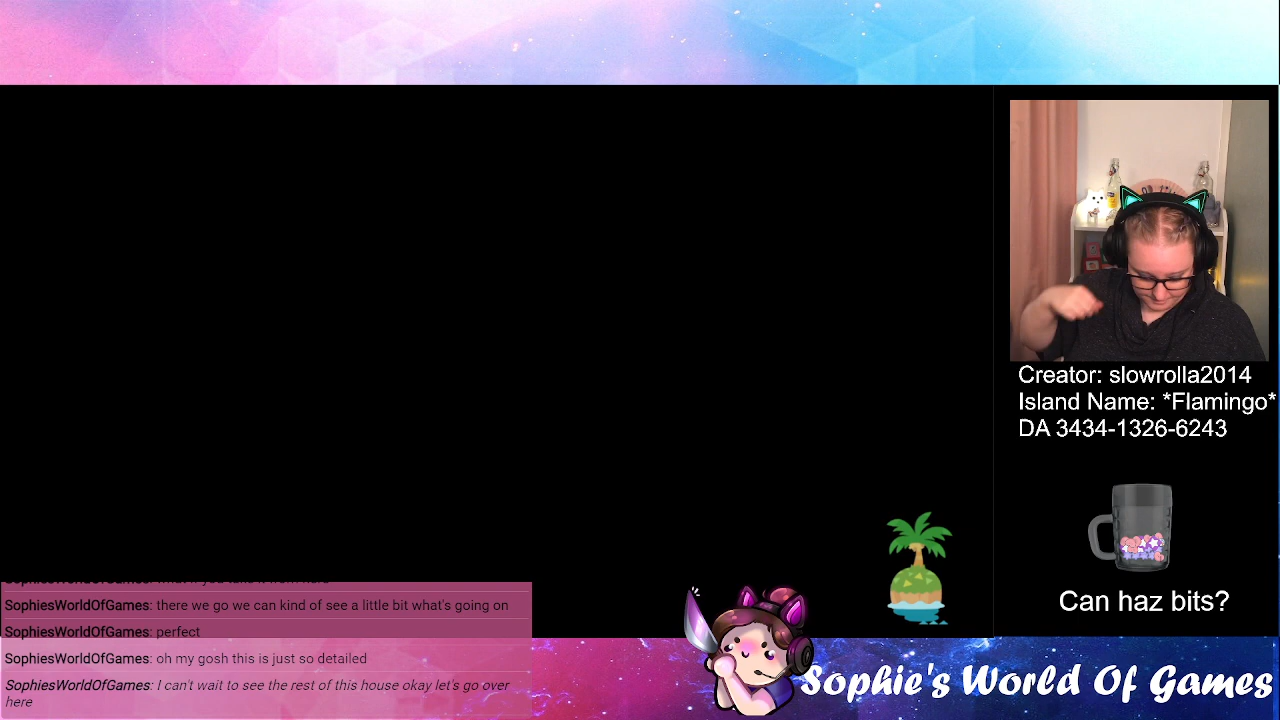 Creator: slowrolla2014
Island Name: *Flamingo*
DA 3434-1326-6243
Can haz bits?
SophiesWorldOfGames: there we go we can kind of see a little bit what's going on
SophiesWorldOfGames: perfect
SophiesWorldOfGames: oh my gosh this is just so detailed
SophiesWorldOfGames: I can't wait to see the rest of this house okay let's go over
here
Sophie's World Of Games